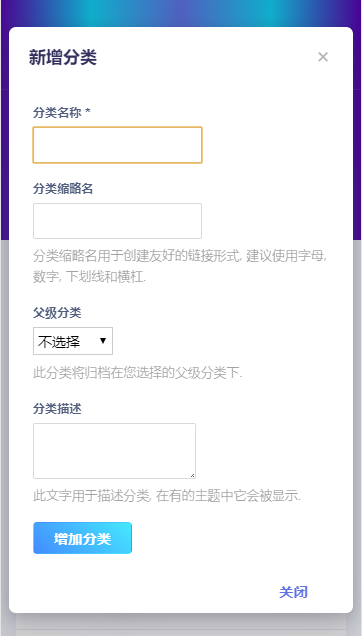 新增分类
×
分类名称 *
分类缩略名
分类缩略名用于创建友好的链接形式, 建议使用字母,
数字, 下划线和横杠.
父级分类
不选择
此分类将归档在您选择的父级分类下.
分类描述
此文字用于描述分类, 在有的主题中它会被显示.
增加分类
关闭